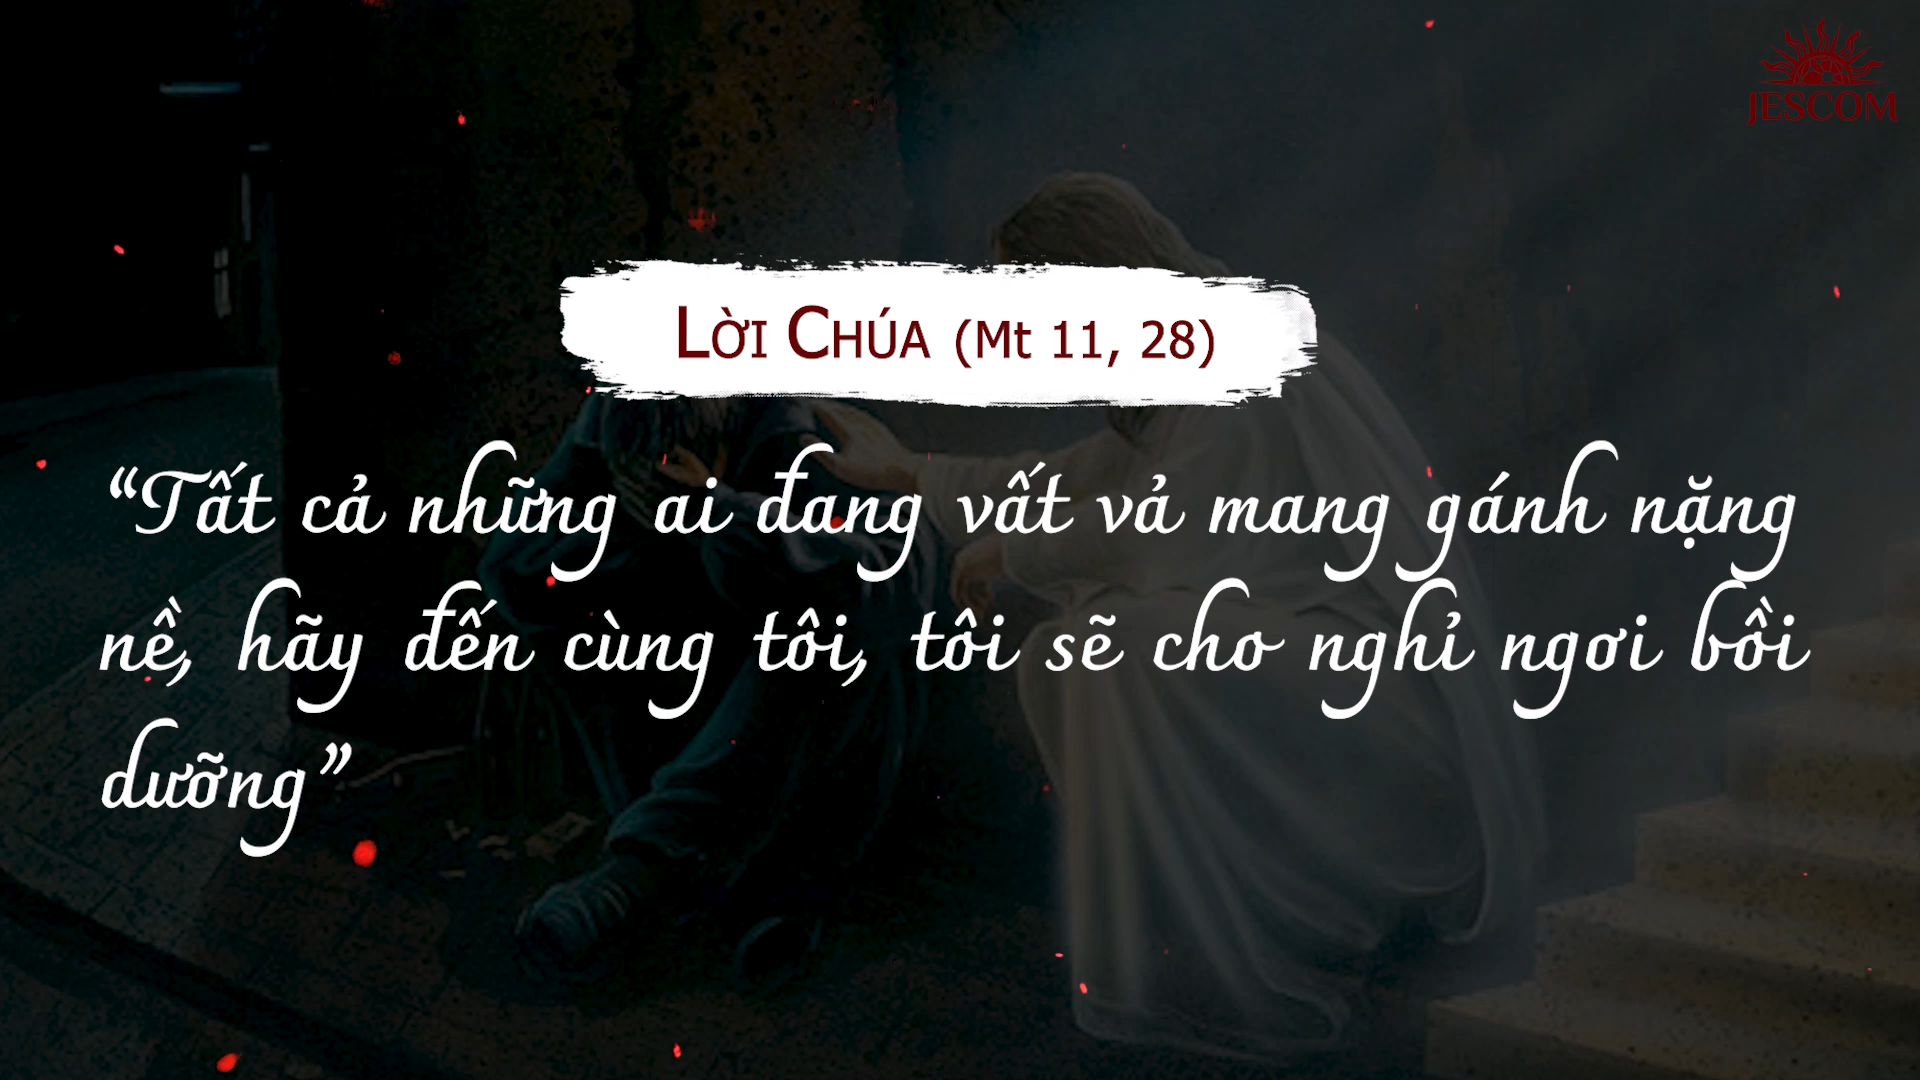 JESCOM
LỜI CHÚA (Mt 11, 28)
“Tất cả những ai đang vất vả mang gánh nặng
nề, hãy đến cùng tôi, tôi sẽ cho nghỉ ngơi bồi
dưỡng”